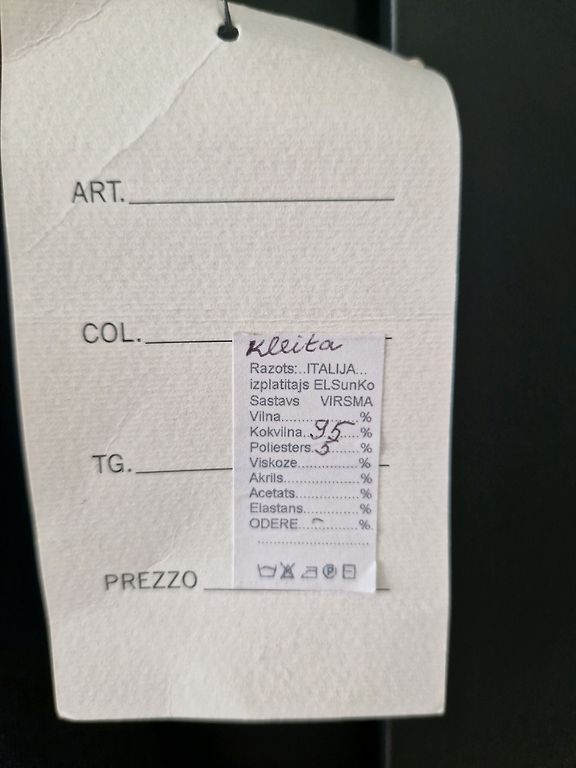 ART.
COL.
TG.
PREZZO
Kleita
Razots:..ITALIJA...
izplatitajs ELSunKo
Sastavs VIRSMA
Vilna....................%
Kokvilna..95.....%
Poliesters.5......%
Viskoze................%
Akrils....................%
Acetats.................%
Elastans..............%
ODERE..-.........%
..............................